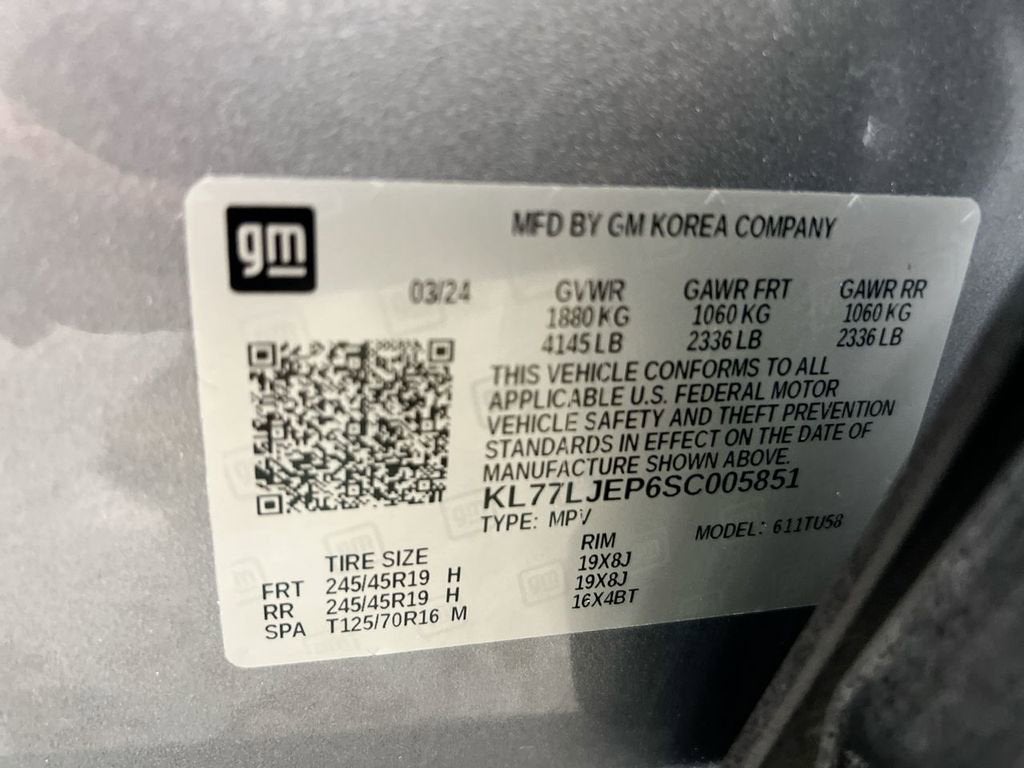 gm
MFD BY GM KOREA COMPANY
03/24 GVWR GAWR FRT GAWR RR
1880 KG 1060 KG 1060 KG
4145 LB 2336 LB 2336 LB
THIS VEHICLE CONFORMS TO ALL
APPLICABLE U.S. FEDERAL MOTOR
VEHICLE SAFETY AND THEFT PREVENTION
STANDARDS IN EFFECT ON THE DATE OF
MANUFACTURE SHOWN ABOVE.
KL77LJEP6SC005851
TYPE: MPV MODEL: 611TU58
TIRE SIZE RIM
FRT 245/45R19 H 19X8J
RR 245/45R19 H 19X8J
SPA T125/70R16 M 16X4BT